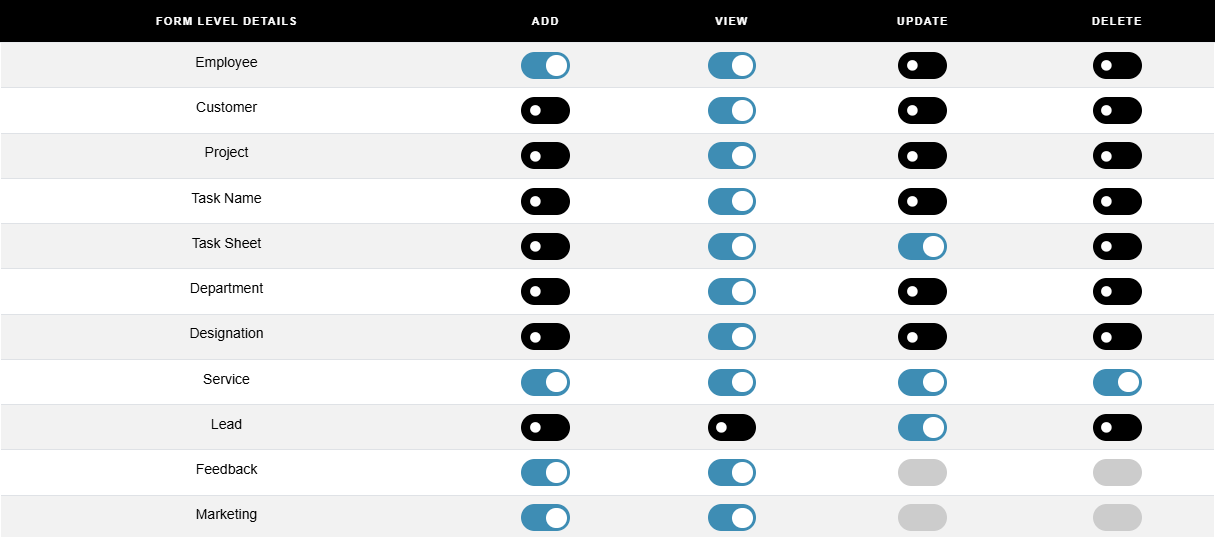 FORM LEVEL DETAILS ADD VIEW UPDATE DELETE
Employee
Customer
Project
Task Name
Task Sheet
Department
Designation
Service
Lead
Feedback
Marketing